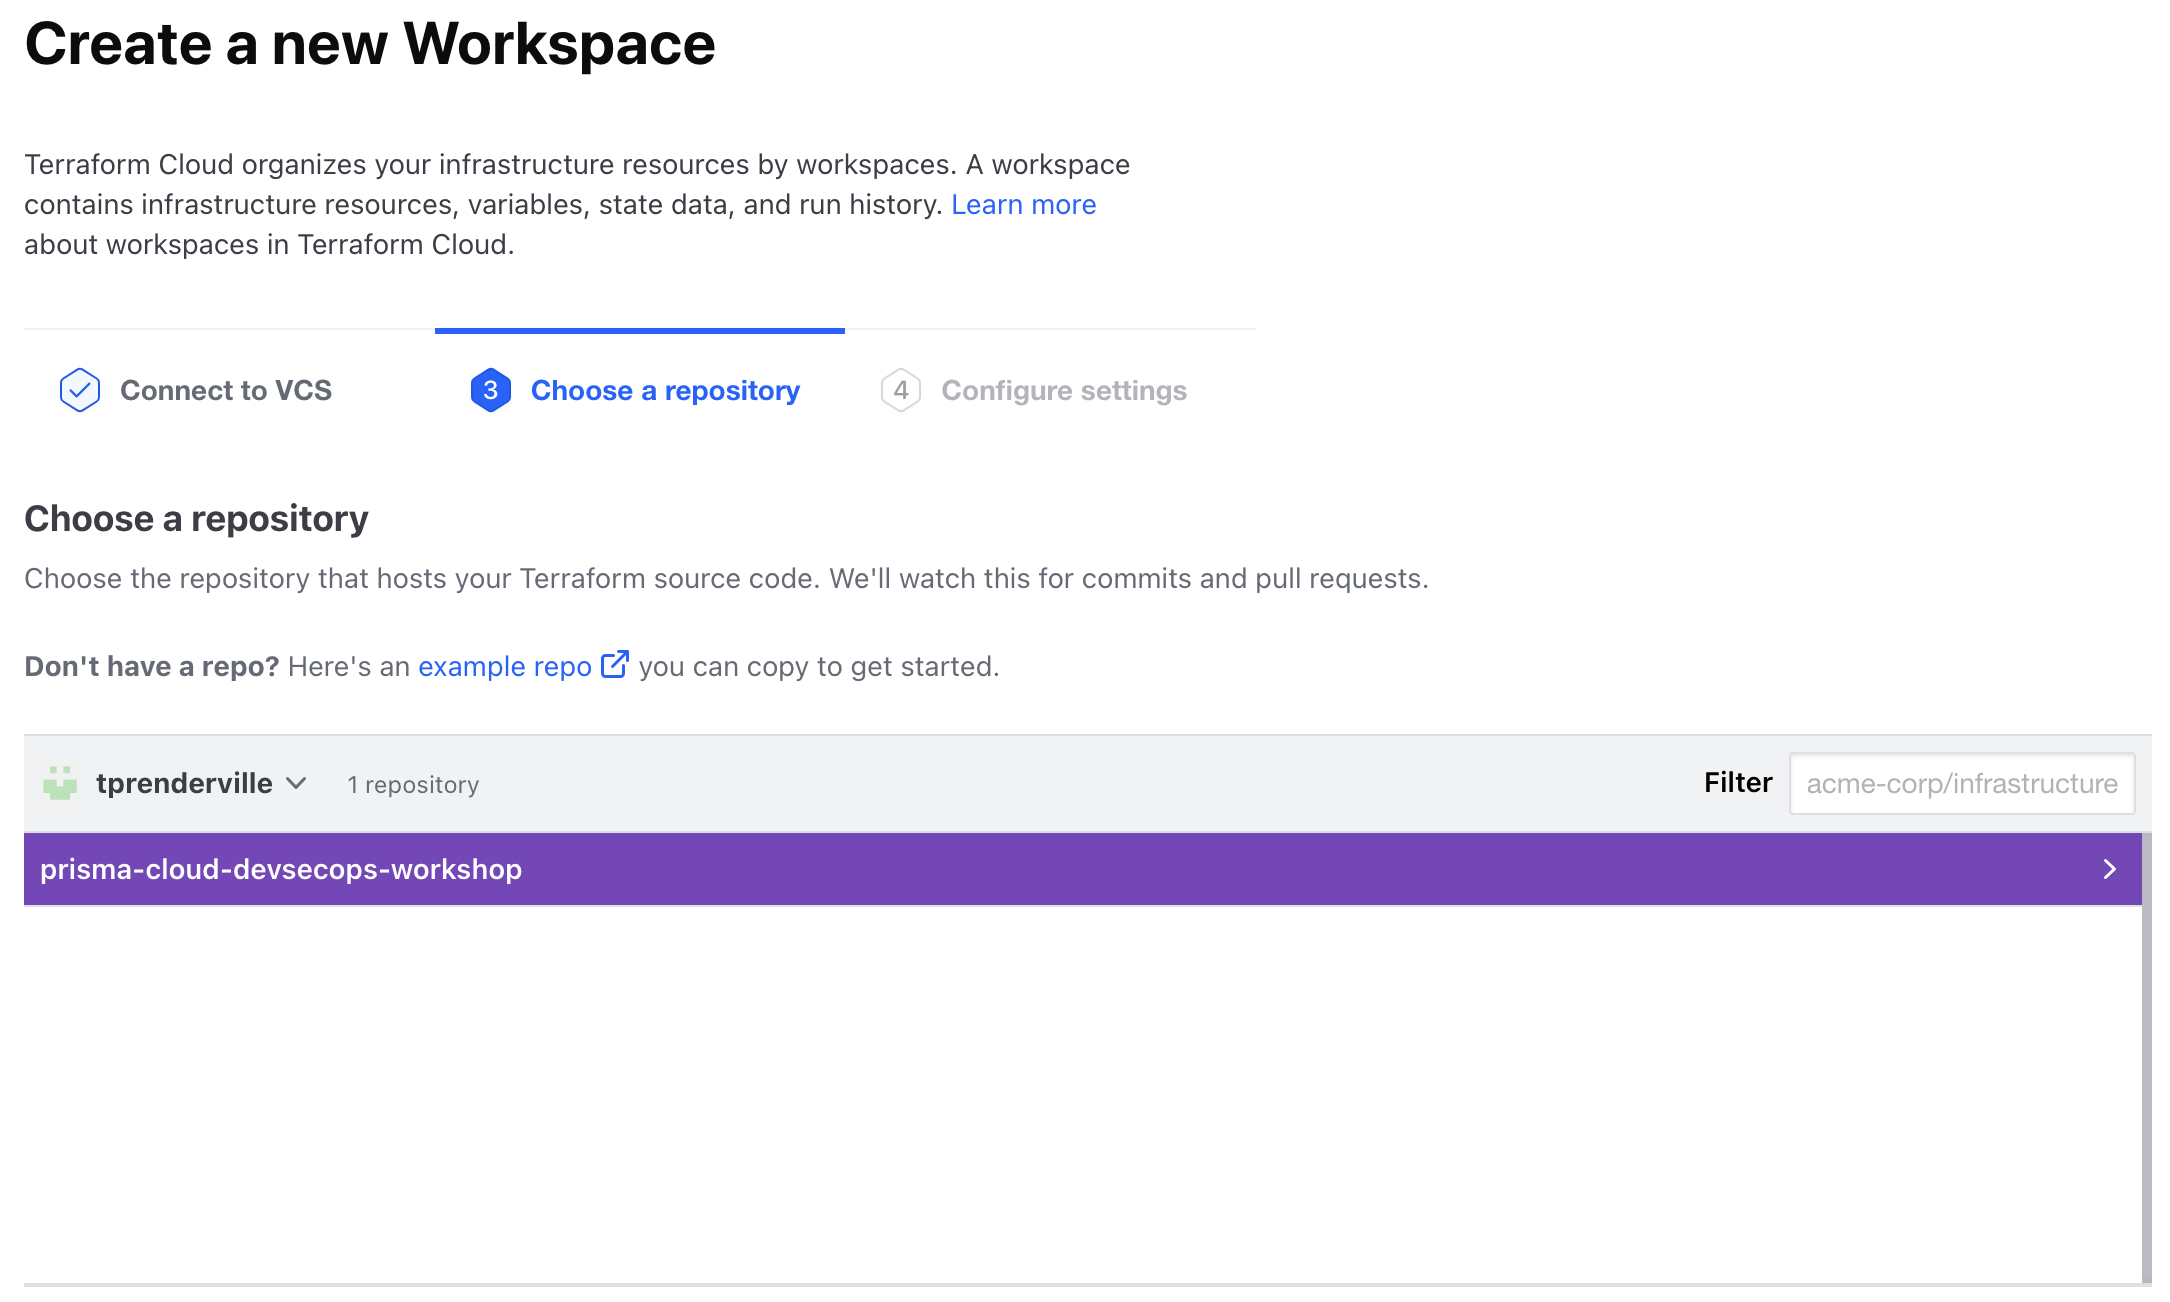 Create a new Workspace
Terraform Cloud organizes your infrastructure resources by workspaces. A workspace
contains infrastructure resources, variables, state data, and run history. Learn more
about workspaces in Terraform Cloud.
Connect to VCS
3 Choose a repository
4 Configure settings
Choose a repository
Choose the repository that hosts your Terraform source code. We'll watch this for commits and pull requests.
Don't have a repo? Here's an example repo you can copy to get started.
tprenderville 1 repository Filter acme-corp/infrastructure
prisma-cloud-devsecops-workshop